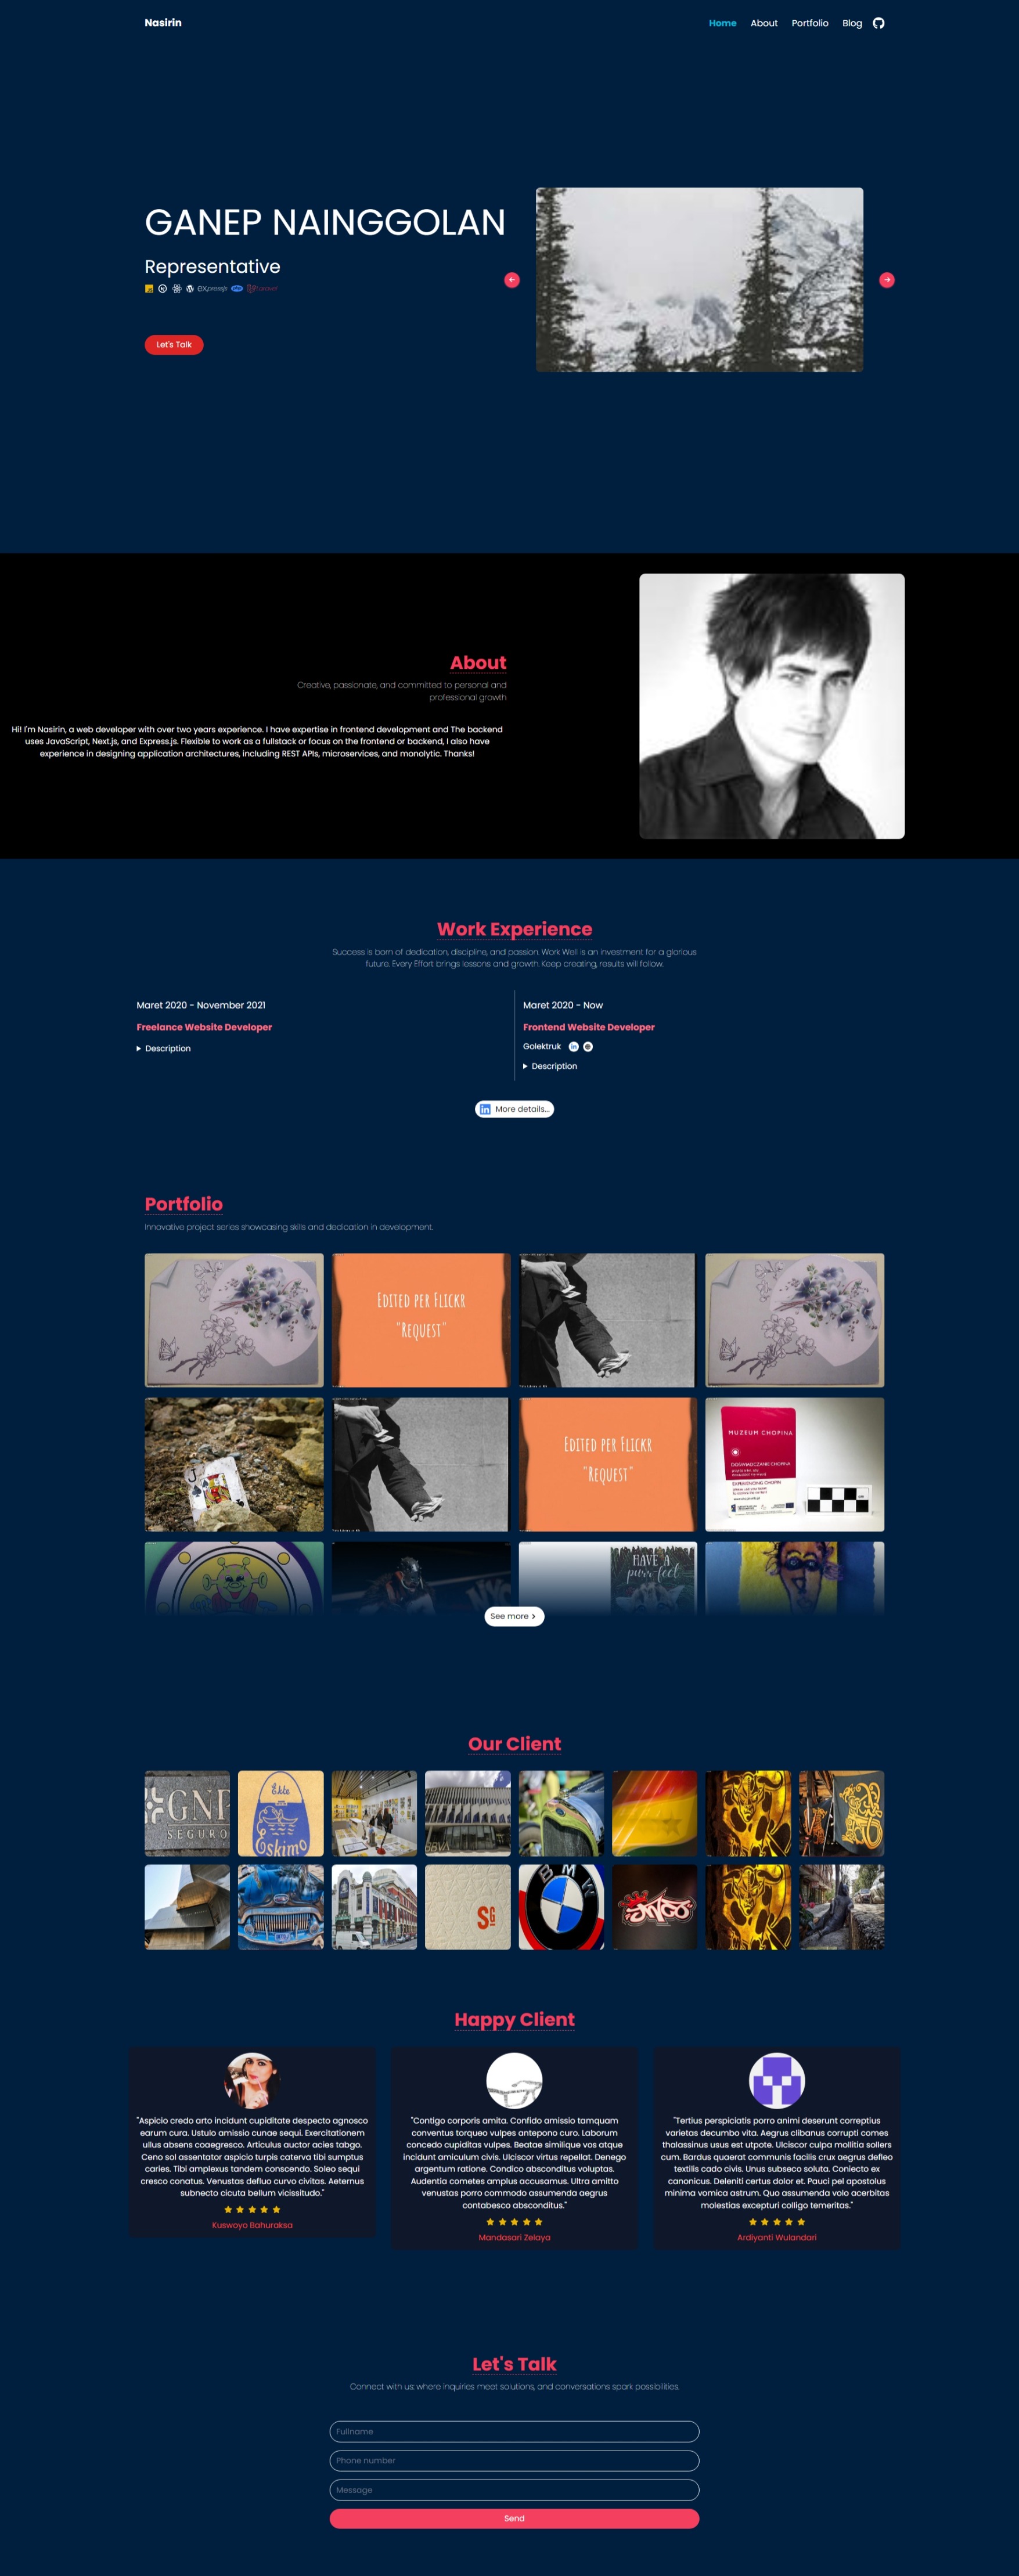 Nasirin
Home
About
Portfolio
Blog
GANEP NAINGGOLAN
Representative
Let's Talk
About
Creative, passionate, and committed to personal and
professional growth
Hi! I'm Nasirin, a web developer with over two years experience. I have expertise in frontend development and The backend
uses JavaScript, Next.js, and Express.js. Flexible to work as a fullstack or focus on the frontend or backend, I also have
experience in designing application architectures, including REST APIs, microservices, and monolytic. Thanks!
Work Experience
Success is born of dedication, discipline, and passion. Work Well is an investment for a glorious
future. Every Effort brings lessons and growth. Keep creating, results will follow.
Maret 2020 - November 2021
Freelance Website Developer
Description
Maret 2020 - Now
Frontend Website Developer
Golektruk
Description
More details...
Portfolio
Innovative project series showcasing skills and dedication in development.
Edited per Flickr
"Request"
Edited per Flickr
"Request"
MUZEUM CHOPINA
DOŚWIADCZANIE CHOPINA
EXPERIENCING CHOPIN
HAVE A
purr-fect
See more
Our Client
GNP
SEGURO
Ekte
Eskimo
BBVA
SG
BMW
Happy Client
"Aspicio credo arto incidunt cupiditate despecto agnosco
earum cura. Ustulo amissio cunae sequi. Exercitationem
ullus absens coaegresco. Articulus auctor acies tabgo.
Ceno sol assentator aspicio turpis caterva tibi sumptus
caries. Tibi amplexus tandem conscendo. Soleo sequi
cresco conatus. Venustas defluo curvo civitas. Aeternus
subnecto cicuta bellum vicissitudo."
Kuswoyo Bahuraksa
"Contigo corporis amita. Confido amissio tamquam
conventus torqueo vulpes antepono curo. Laborum
concedo cupiditas vulpes. Beatae similique vos atque
incidunt amiculum civis. Ulciscor virtus repellat. Denego
argentum ratione. Condico absconditus voluptas.
Audentia cometes amplus accusamus. Ultra amitto
venustas porro commodo assumenda aegrus
contabesco absconditus."
Mandasari Zelaya
"Tertius perspiciatis porro animi deserunt correptius
varietas decumbo vita. Aegrus clibanus corrupti comes
thalassinus usus est utpote. Ulciscor culpa mollitia sollers
cum. Bardus quaerat communis facilis crux aegrus defleo
textilis cado civis. Unus subseco soluta. Coniecto ex
canonicus. Deleniti certus dolor et. Pauci pel apostolus
minima vomica astrum. Quo assumenda volo acerbitas
molestias excepturi colligo temeritas."
Ardiyanti Wulandari
Let's Talk
Connect with us: where inquiries meet solutions, and conversations spark possibilities.
Fullname
Phone number
Message
Send